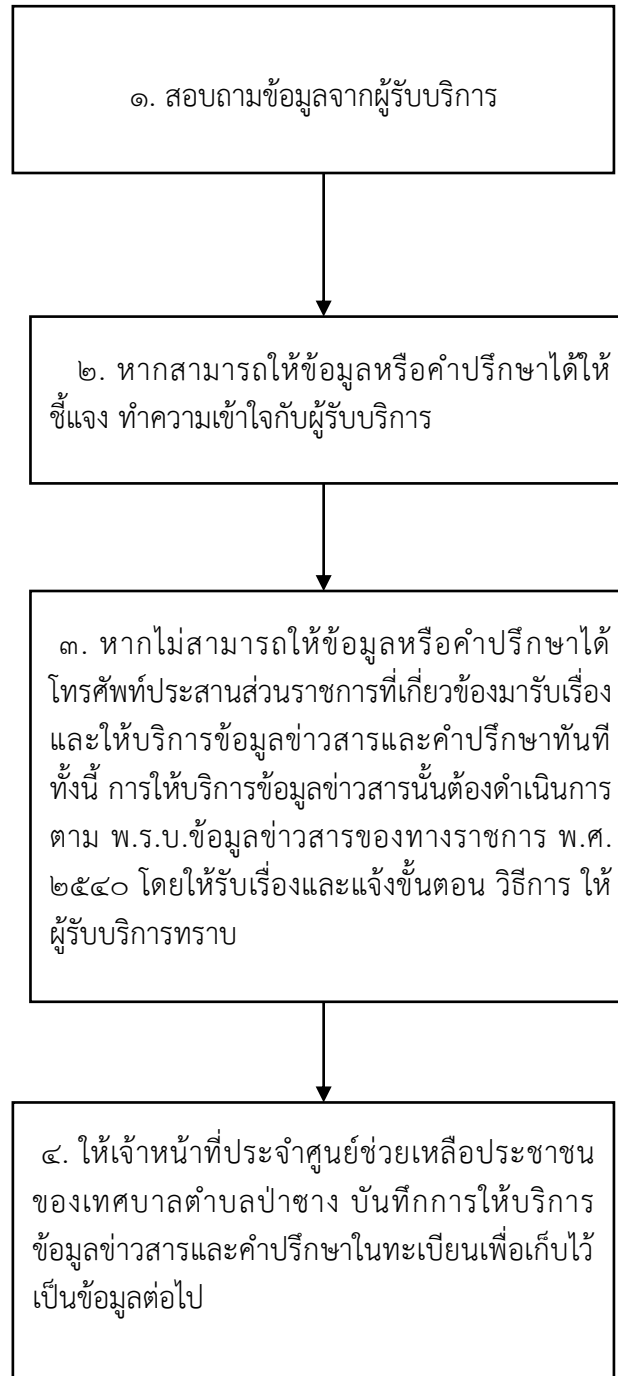 ๑. สอบถามข้อมูลจากผู้รับบริการ
๒. หากสามารถให้ข้อมูลหรือคำปรึกษาได้ให้
ชี้แจง ทำความเข้าใจกับผู้รับบริการ
๓. หากไม่สามารถให้ข้อมูลหรือคำปรึกษาได้
โทรศัพท์ประสานส่วนราชการที่เกี่ยวข้องมารับเรื่อง
และให้บริการข้อมูลข่าวสารและคำปรึกษาทันที
ทั้งนี้ การให้บริการข้อมูลข่าวสารนั้นต้องดำเนินการ
ตาม พ.ร.บ.ข้อมูลข่าวสารของทางราชการ พ.ศ.
๒๕๔๐ โดยให้รับเรื่องและแจ้งขั้นตอน วิธีการ ให้
ผู้รับบริการทราบ
๔. ให้เจ้าหน้าที่ประจำศูนย์ช่วยเหลือประชาชน
ของเทศบาลตำบลป่าซาง บันทึกการให้บริการ
ข้อมูลข่าวสารและคำปรึกษาในทะเบียนเพื่อเก็บไว้
เป็นข้อมูลต่อไป